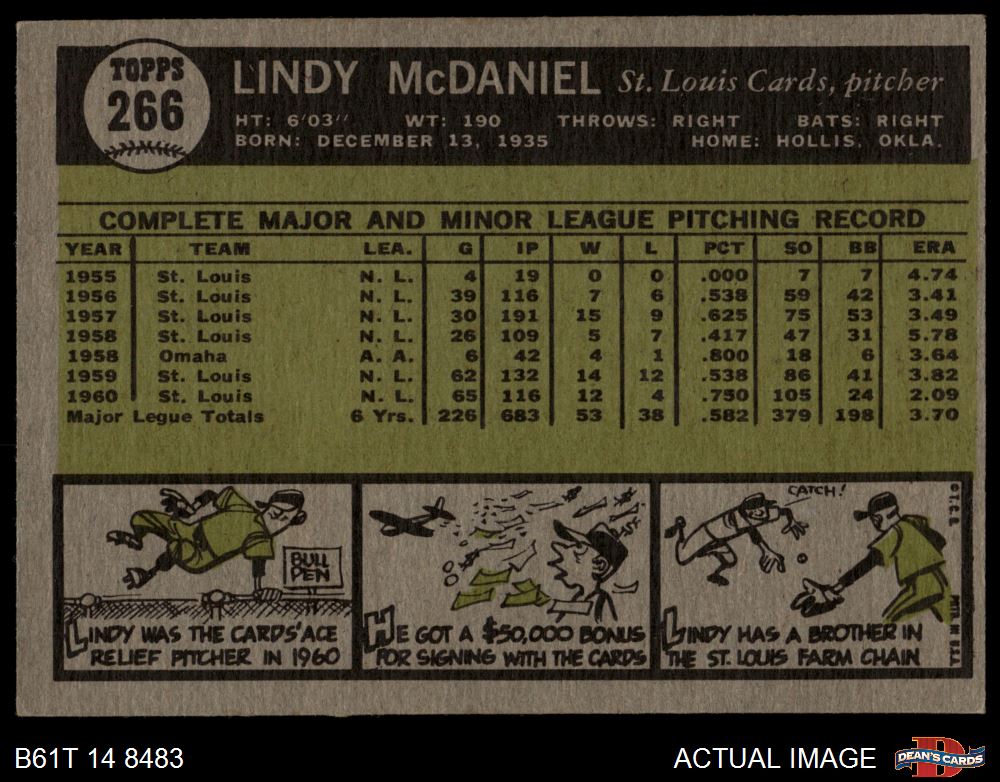 TOPPS
266
LINDY McDANIEL St. Louis Cards, pitcher
HT: 6'03" WT: 190 THROWS: RIGHT BATS: RIGHT
BORN: DECEMBER 13, 1935 HOME: HOLLIS, OKLA.
COMPLETE MAJOR AND MINOR LEAGUE PITCHING RECORD
YEAR TEAM LEA. G IP W L PCT SO BB ERA
1955 St. Louis N. L. 4 19 0 0 .000 7 7 4.74
1956 St. Louis N. L. 39 116 7 6 .538 59 42 3.41
1957 St. Louis N. L. 30 191 15 9 .625 75 53 3.49
1958 St. Louis N. L. 26 109 5 7 .417 47 31 5.78
1958 Omaha A. A. 6 42 4 1 .800 18 6 3.64
1959 St. Louis N. L. 62 132 14 12 .538 86 41 3.82
1960 St. Louis N. L. 65 116 12 4 .750 105 24 2.09
Major Legue Totals 6 Yrs. 226 683 53 38 .582 379 198 3.70
BULL
PEN
LINDY WAS THE CARDS' ACE
RELIEF PITCHER IN 1960
HE GOT A $50,000 BONUS
FOR SIGNING WITH THE CARDS
CATCH!
LINDY HAS A BROTHER IN
THE ST. LOUIS FARM CHAIN
© T. C. G.
PRTD. IN U.S.A.
B61T 14 8483
ACTUAL IMAGE
D
DEAN'S CARDS